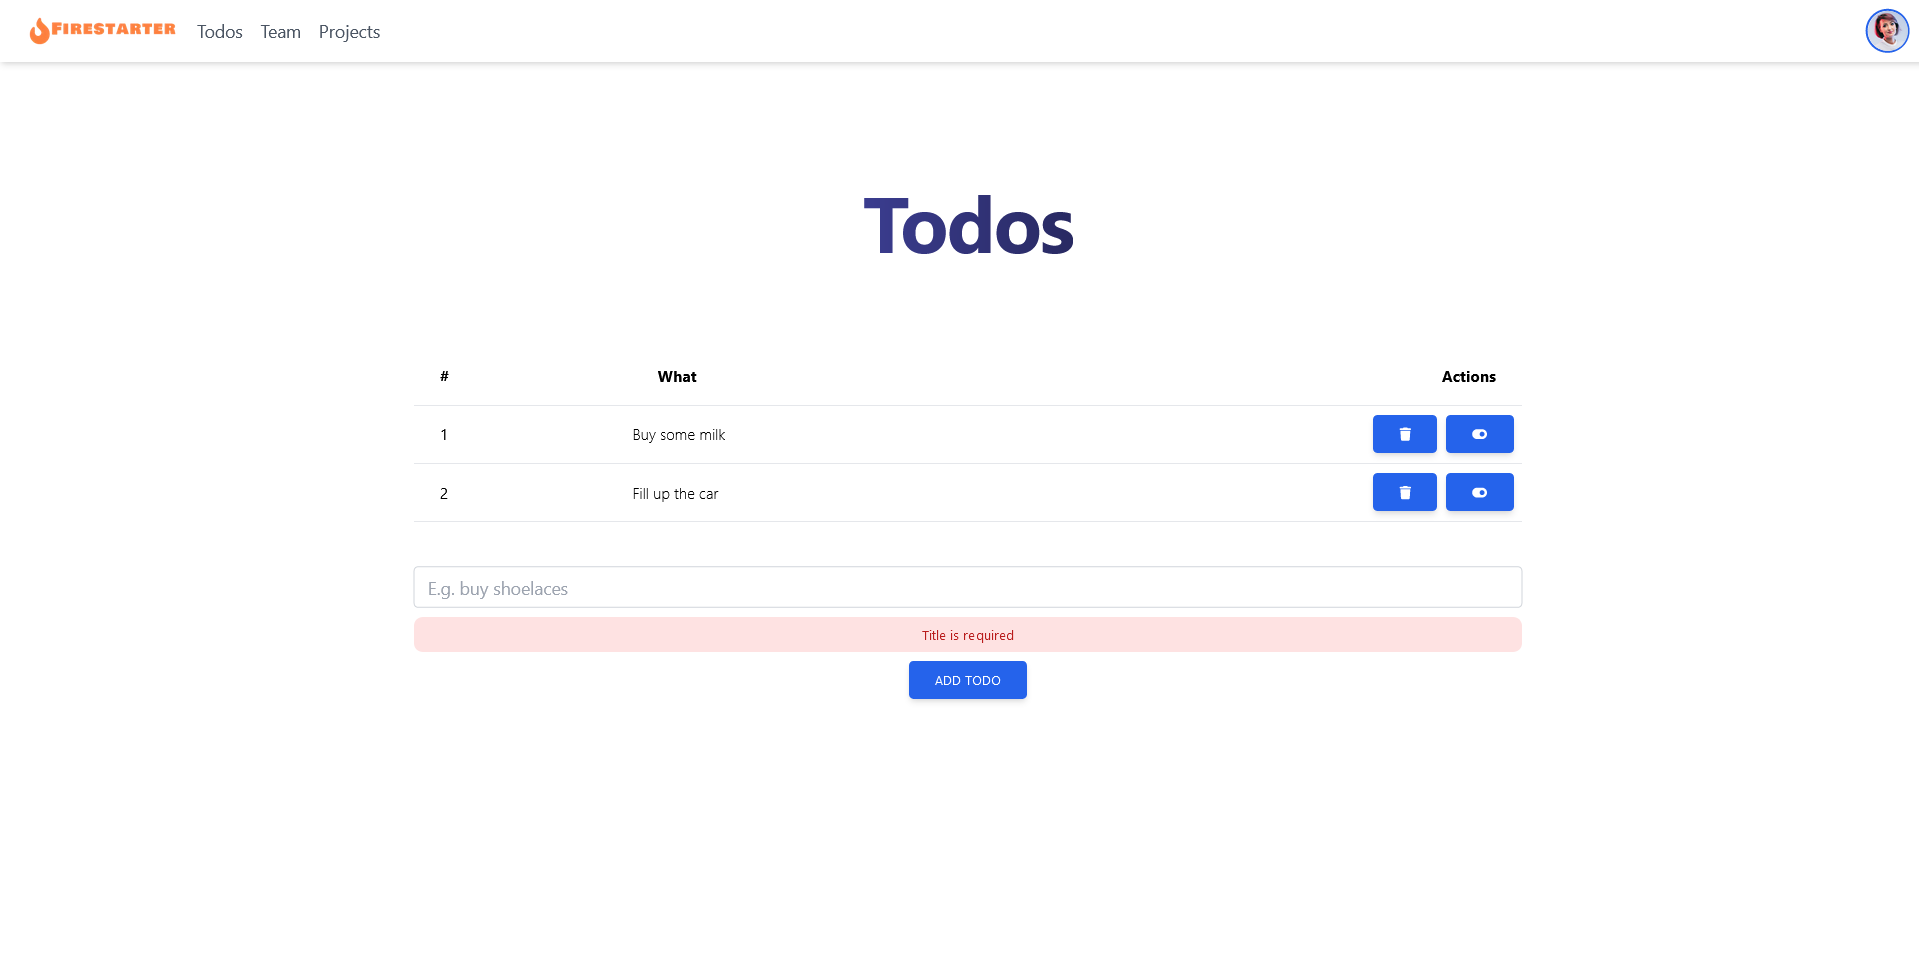 FIRESTARTER Todos Team Projects
Todos
# What Actions
1 Buy some milk
2 Fill up the car
E.g. buy shoelaces
Title is required
ADD TODO